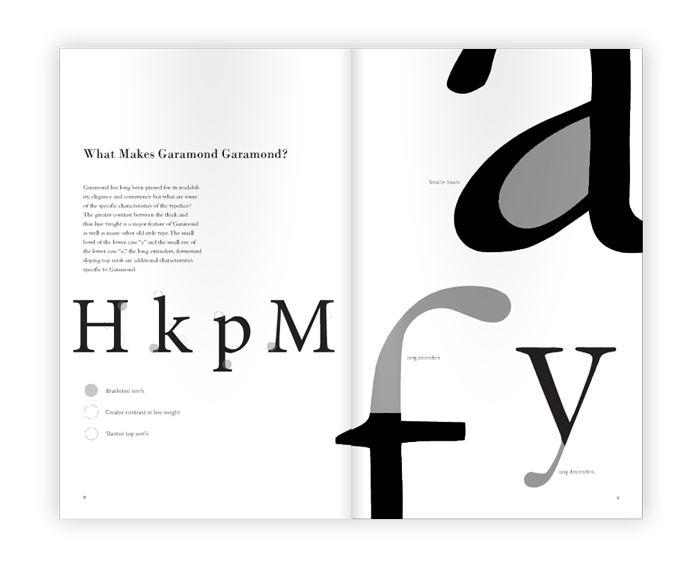 What Makes Garamond Garamond?
Garamond has long been praised for its readabil-
ity, elegance and consistency but what are some
of the specific characteristics of the typeface?
The greater contrast between the thick and
thin line weight is a major feature of Garamond
as well as many other old style type. The small
bowl of the lower case "a" and the small eye of
the lower case "e," the long extenders, downward
sloping top serifs are additional characteristics
specific to Garamond.
H k p M
Bracketed serifs
Greater contrast in line weight
Slanted top serifs
8
a
Smaller bowls
f
long ascenders
y
long descenders
9